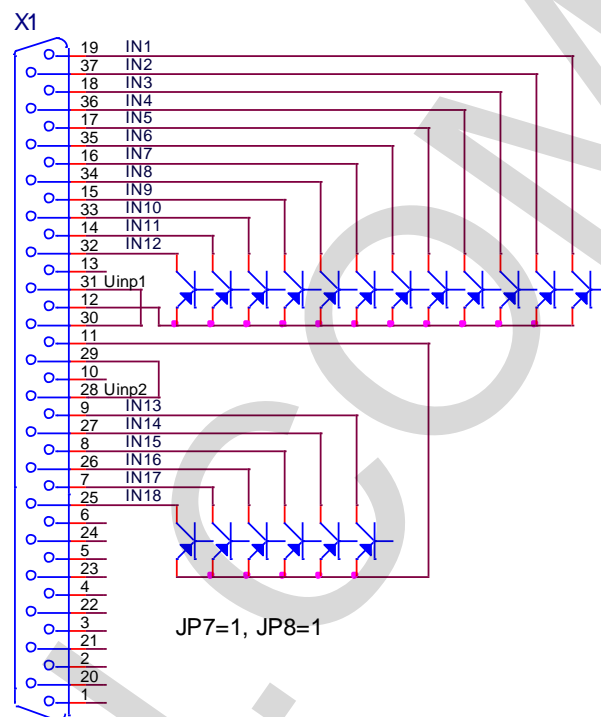 X1
19 IN1
37 IN2
18 IN3
36 IN4
17 IN5
35 IN6
16 IN7
34 IN8
15 IN9
33 IN10
14 IN11
32 IN12
13
31 Uinp1
12
30
11
29
10
28 Uinp2
9 IN13
27 IN14
8 IN15
26 IN16
7 IN17
25 IN18
6
24
5
23
4
22
3
21
2
20
1
JP7=1, JP8=1